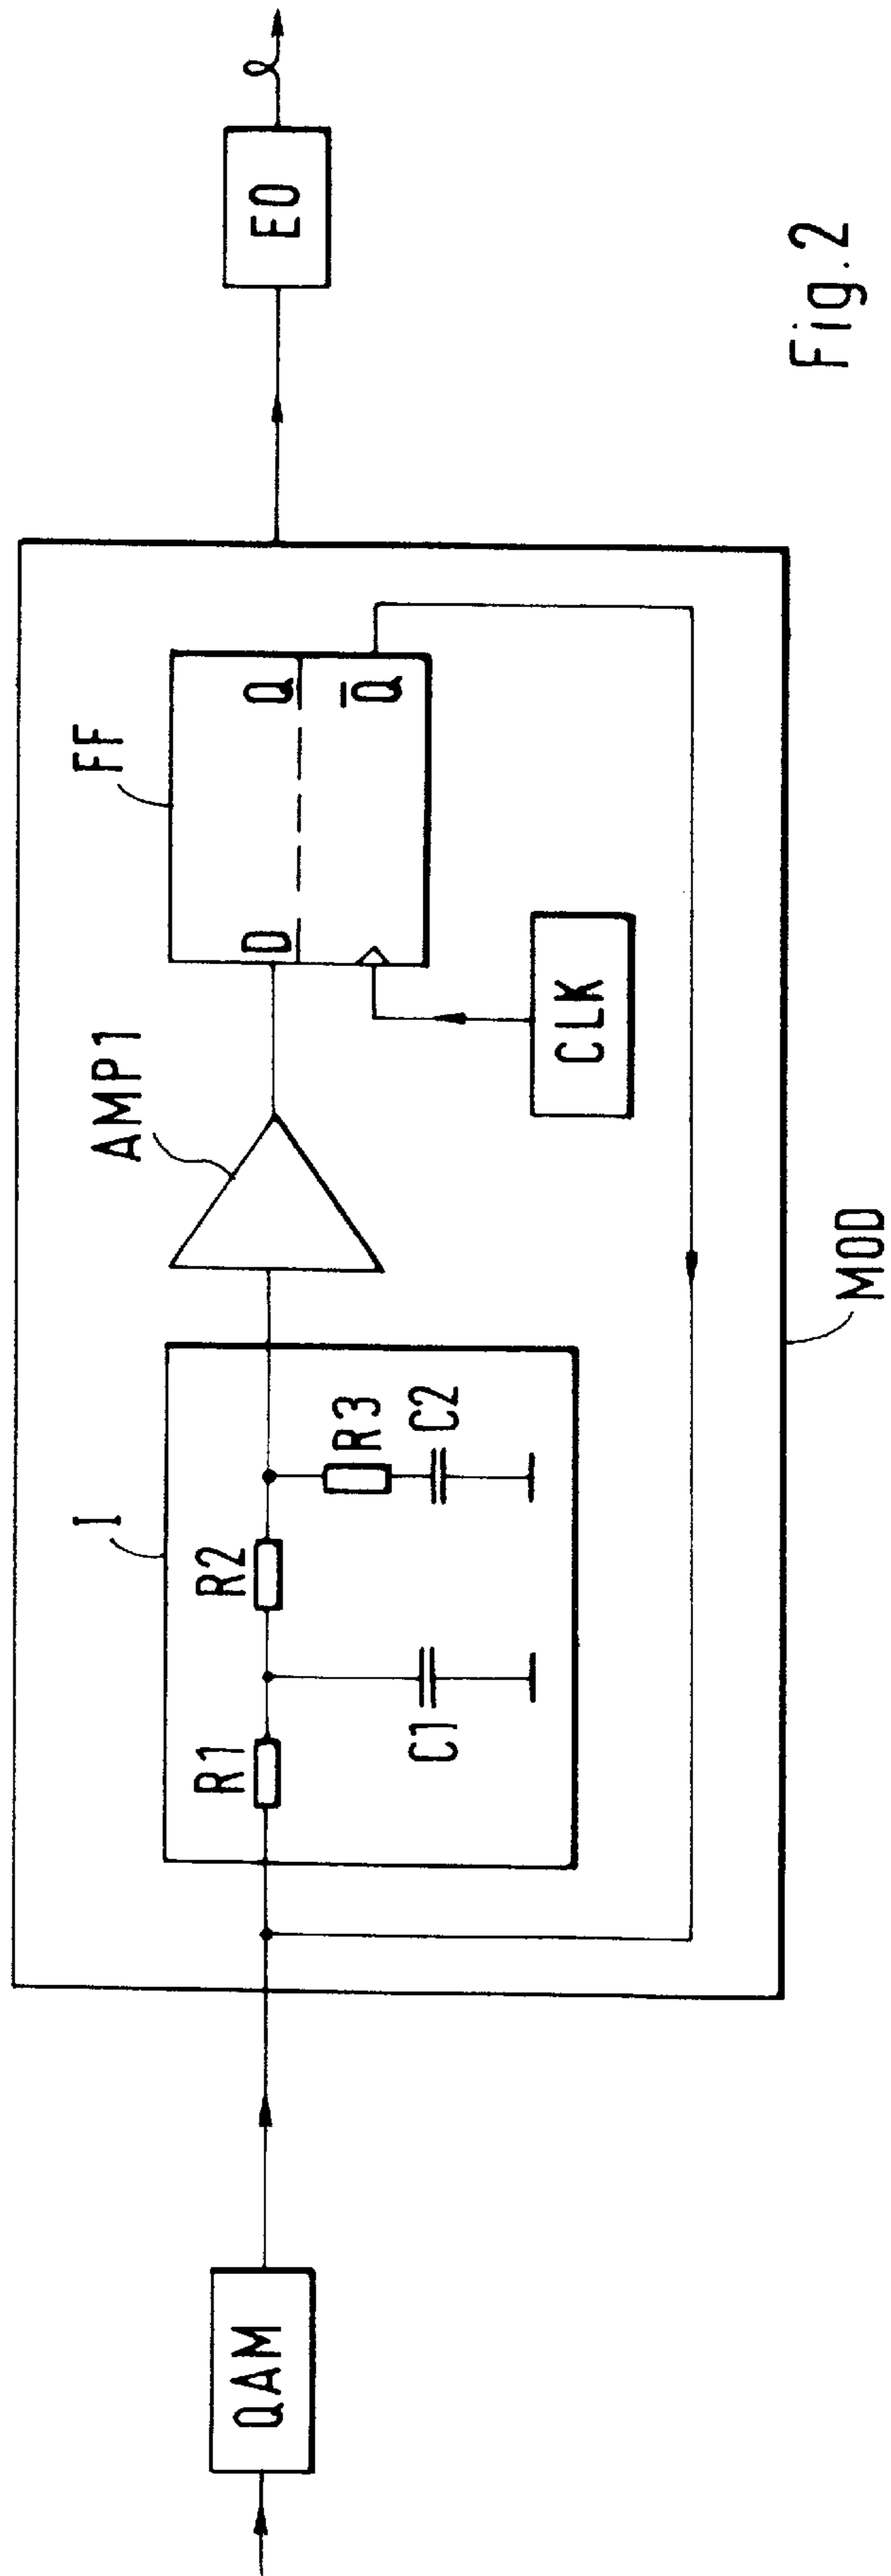 QAM
I
R1
R2
R3
C1
C2
AMP1
FF
D
Q
Q̅
CLK
MOD
EO
Fig.2